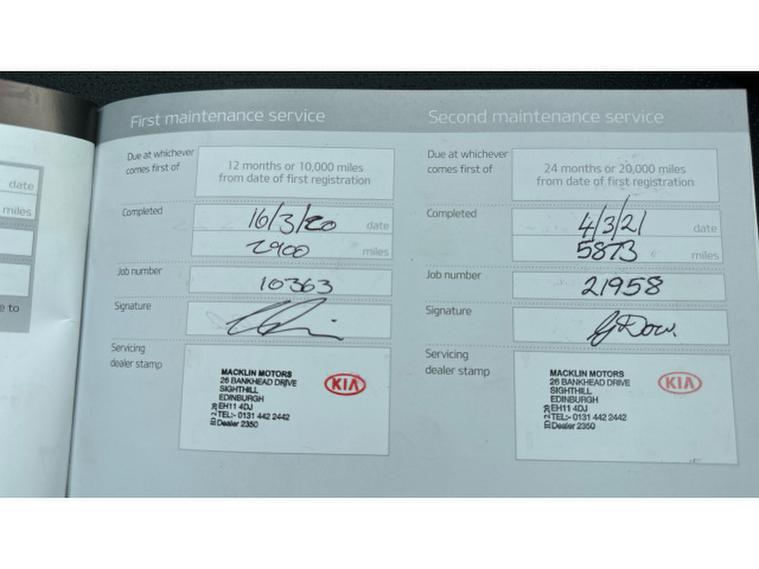 date
miles
e to
First maintenance service
Due at whichever
comes first of
12 months or 10,000 miles
from date of first registration
Completed
16/3/20 date
2900 miles
Job number
10363
Signature
Servicing
dealer stamp
MACKLIN MOTORS
26 BANKHEAD DRIVE
SIGHTHILL
EDINBURGH
EH11 4DJ
TEL:- 0131 442 2442
Dealer 2350
KIA
Second maintenance service
Due at whichever
comes first of
24 months or 20,000 miles
from date of first registration
Completed
4/3/21 date
5873 miles
Job number
21958
Signature
G Dow.
Servicing
dealer stamp
MACKLIN MOTORS
26 BANKHEAD DRIVE
SIGHTHILL
EDINBURGH
EH11 4DJ
TEL:- 0131 442 2442
Dealer 2350
KIA